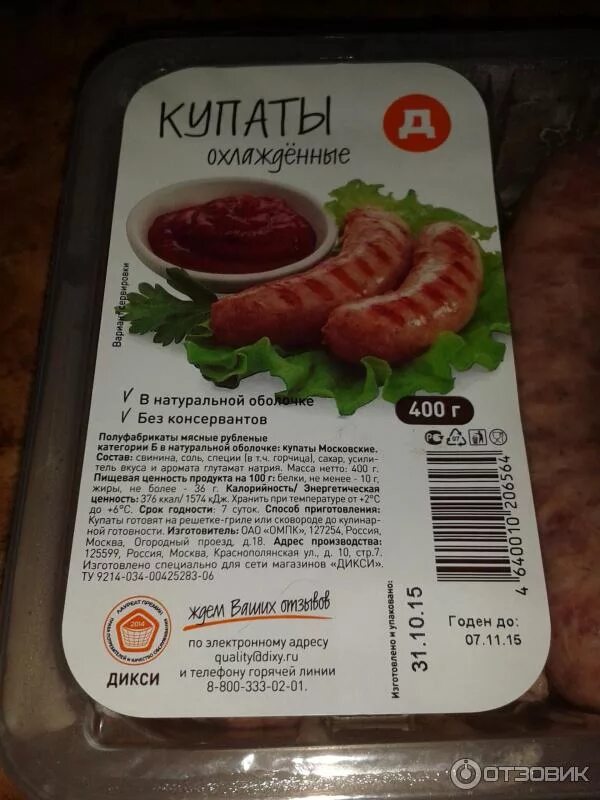 КУПАТЫ
охлаждённые
Д
Вариант сервировки
√ В натуральной оболочке
√ Без консервантов
400 г
Полуфабрикаты мясные рубленые
категории Б в натуральной оболочке: купаты Московские.
Состав: свинина, соль, специи (в т.ч. горчица), сахар, усили-
тель вкуса и аромата глутамат натрия. Масса нетто: 400 г.
Пищевая ценность продукта на 100 г: белки, не менее - 10 г,
жиры, не более - 36 г. Калорийность/ Энергетическая
ценность: 376 ккал/ 1574 кДж. Хранить при температуре от +2°С
до +6°С. Срок годности: 7 суток. Способ приготовления:
Купаты готовят на решетке-гриле или сковороде до кулинар-
ной готовности. Изготовитель: ОАО «ОМПК», 127254, Россия,
Москва, Огородный проезд, д.18. Адрес производства:
125599, Россия, Москва, Краснополянская ул., д. 10, стр.7.
Изготовлено специально для сети магазинов «ДИКСИ».
ТУ 9214-034-00425283-06
РС
07
4640010206564
ЛАУРЕАТ ПРЕМИИ
2014
ДИКСИ
ждем Ваших отзывов
по электронному адресу
quality@dixy.ru
и телефону горячей линии
8-800-333-02-01.
Изготовлено и упаковано:
31.10.15
Годен до:
07.11.15
ОТЗОВИК